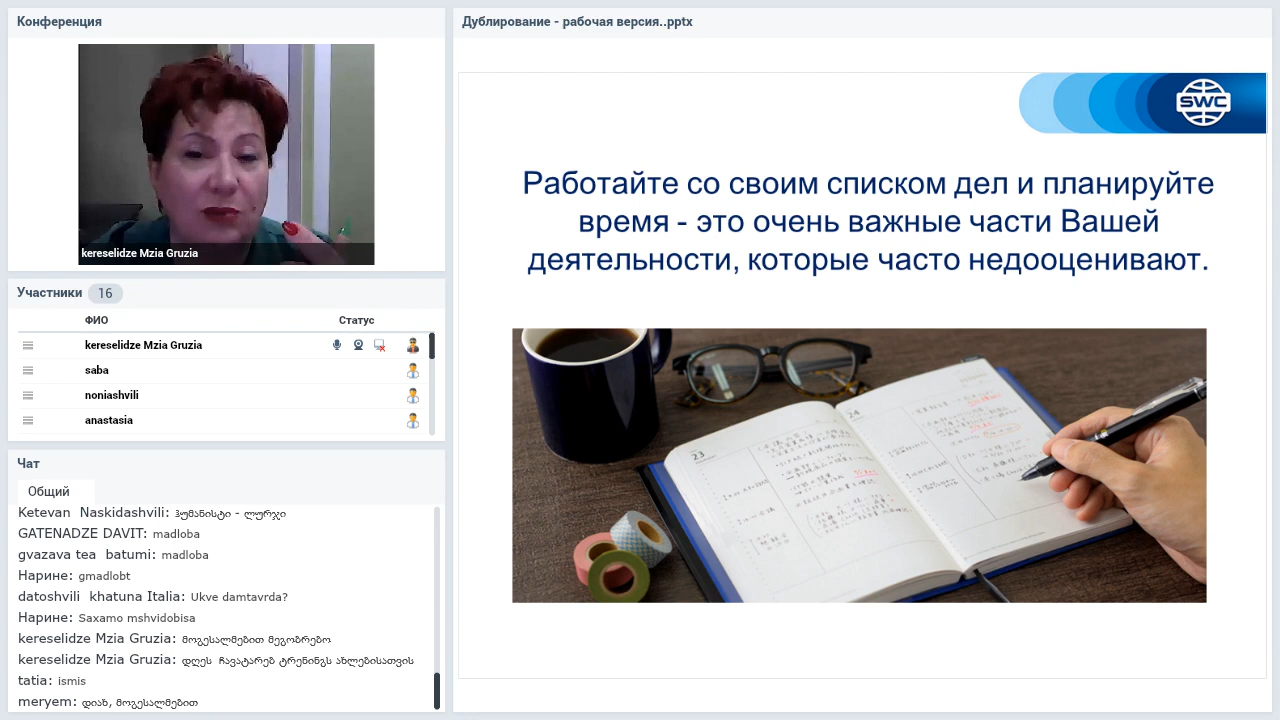 Конференция
kereselidze Mzia Gruzia
Участники 16
ФИО Статус
kereselidze Mzia Gruzia
saba
noniashvili
anastasia
Чат
Общий
Ketevan Naskidashvili: ჰუმანისტი - ლურჯი
GATENADZE DAVIT: madloba
gvazava tea batumi: madloba
Нарине: gmadlobt
datoshvili khatuna Italia: Ukve damtavrda?
Нарине: Saxamo mshvidobisa
kereselidze Mzia Gruzia: მოგესალმებით მეგობრებო
kereselidze Mzia Gruzia: დღეს ჩავატარებ ტრენინგს ახლებისათვის
tatia: ismis
meryem: დიახ, მოგესალმებით
Дублирование - рабочая версия..pptx
SWC
Работайте со своим списком дел и планируйте
время - это очень важные части Вашей
деятельности, которые часто недооценивают.
23
24